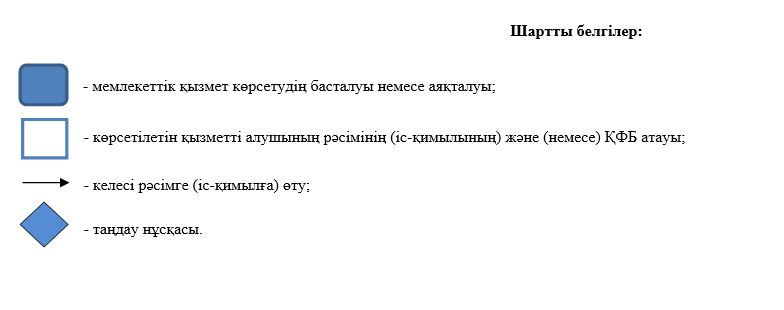 Шартты белгілер:
- мемлекеттік қызмет көрсетудің басталуы немесе аяқталуы;
- көрсетілетін қызметті алушының рәсімінің (іс-қимылының) және (немесе) ҚФБ атауы;
- келесі рәсімге (іс-қимылға) өту;
- таңдау нұсқасы.